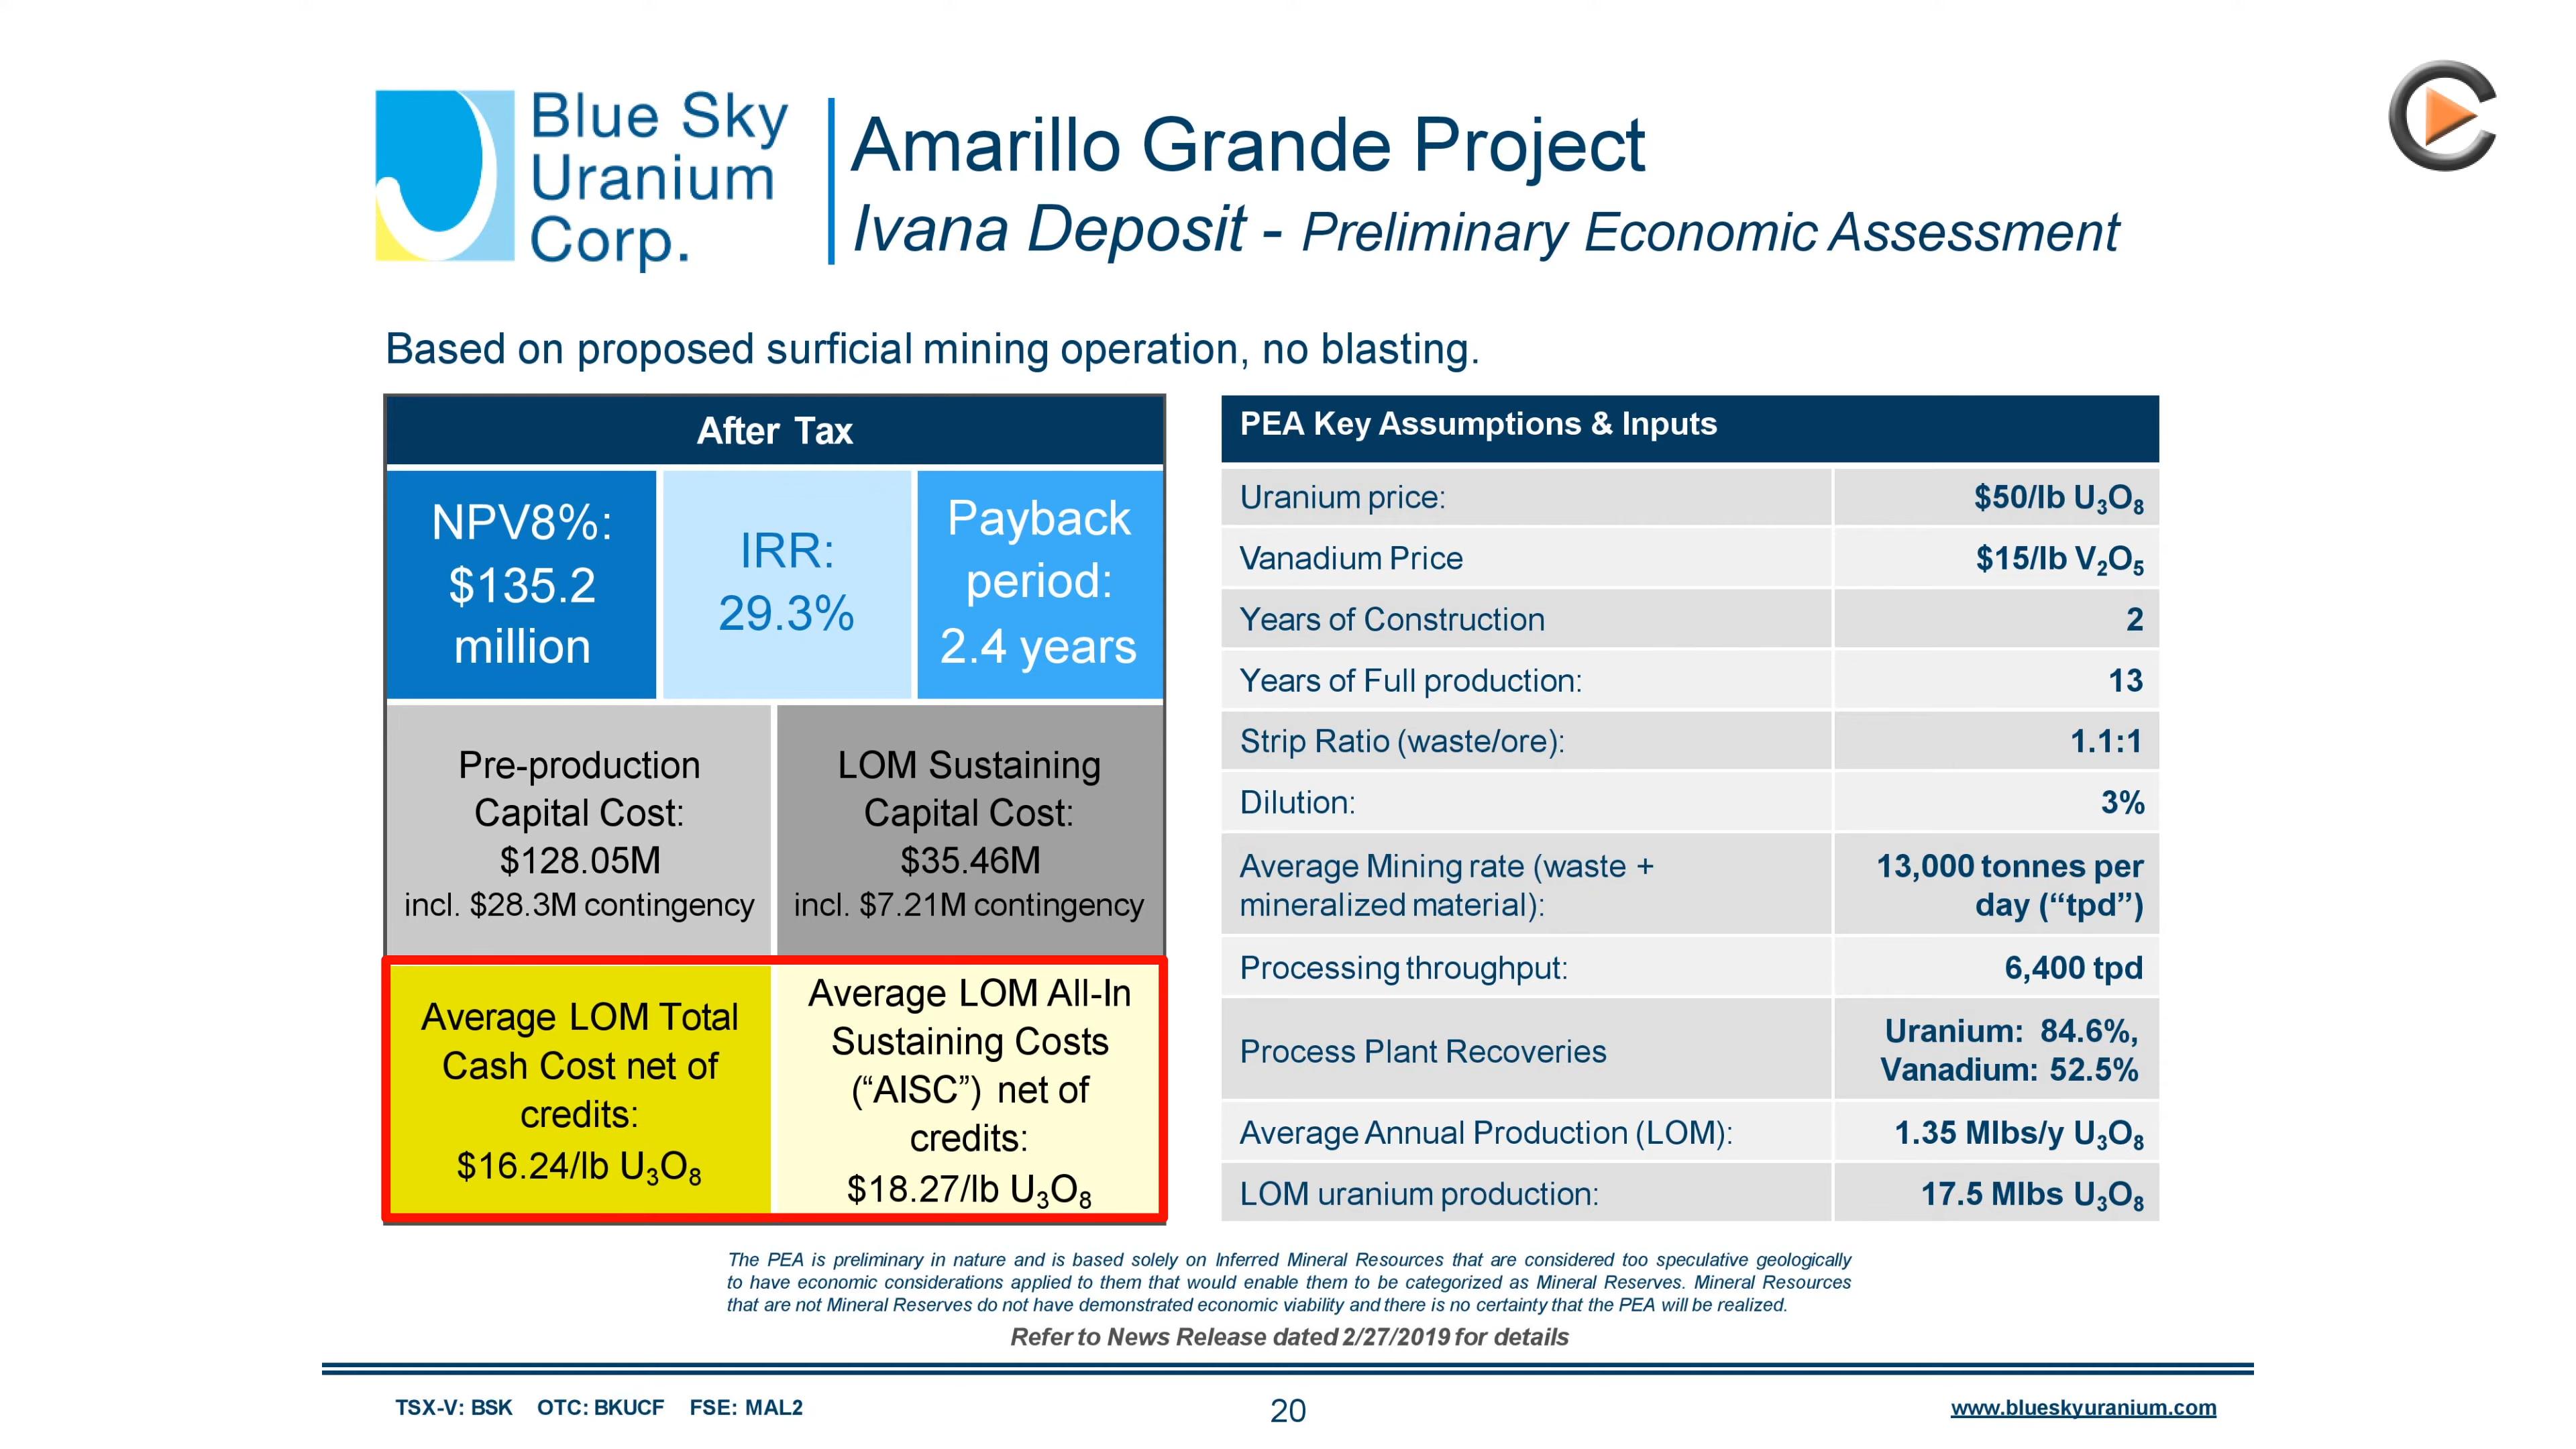 Blue Sky
Uranium
Corp.
Amarillo Grande Project
Ivana Deposit - Preliminary Economic Assessment
Based on proposed surficial mining operation, no blasting.
After Tax
NPV8%:
$135.2
million
IRR:
29.3%
Payback
period:
2.4 years
Pre-production
Capital Cost:
$128.05M
incl. $28.3M contingency
LOM Sustaining
Capital Cost:
$35.46M
incl. $7.21M contingency
Average LOM Total
Cash Cost net of
credits:
$16.24/lb U₃O₈
Average LOM All-In
Sustaining Costs
(“AISC”) net of
credits:
$18.27/lb U₃O₈
PEA Key Assumptions & Inputs
Uranium price: $50/lb U₃O₈
Vanadium Price $15/lb V₂O₅
Years of Construction 2
Years of Full production: 13
Strip Ratio (waste/ore): 1.1:1
Dilution: 3%
Average Mining rate (waste +
mineralized material):
13,000 tonnes per
day (“tpd”)
Processing throughput: 6,400 tpd
Process Plant Recoveries
Uranium: 84.6%,
Vanadium: 52.5%
Average Annual Production (LOM): 1.35 Mlbs/y U₃O₈
LOM uranium production: 17.5 Mlbs U₃O₈
The PEA is preliminary in nature and is based solely on Inferred Mineral Resources that are considered too speculative geologically
to have economic considerations applied to them that would enable them to be categorized as Mineral Reserves. Mineral Resources
that are not Mineral Reserves do not have demonstrated economic viability and there is no certainty that the PEA will be realized.
Refer to News Release dated 2/27/2019 for details
TSX-V: BSK OTC: BKUCF FSE: MAL2
20
www.blueskyuranium.com